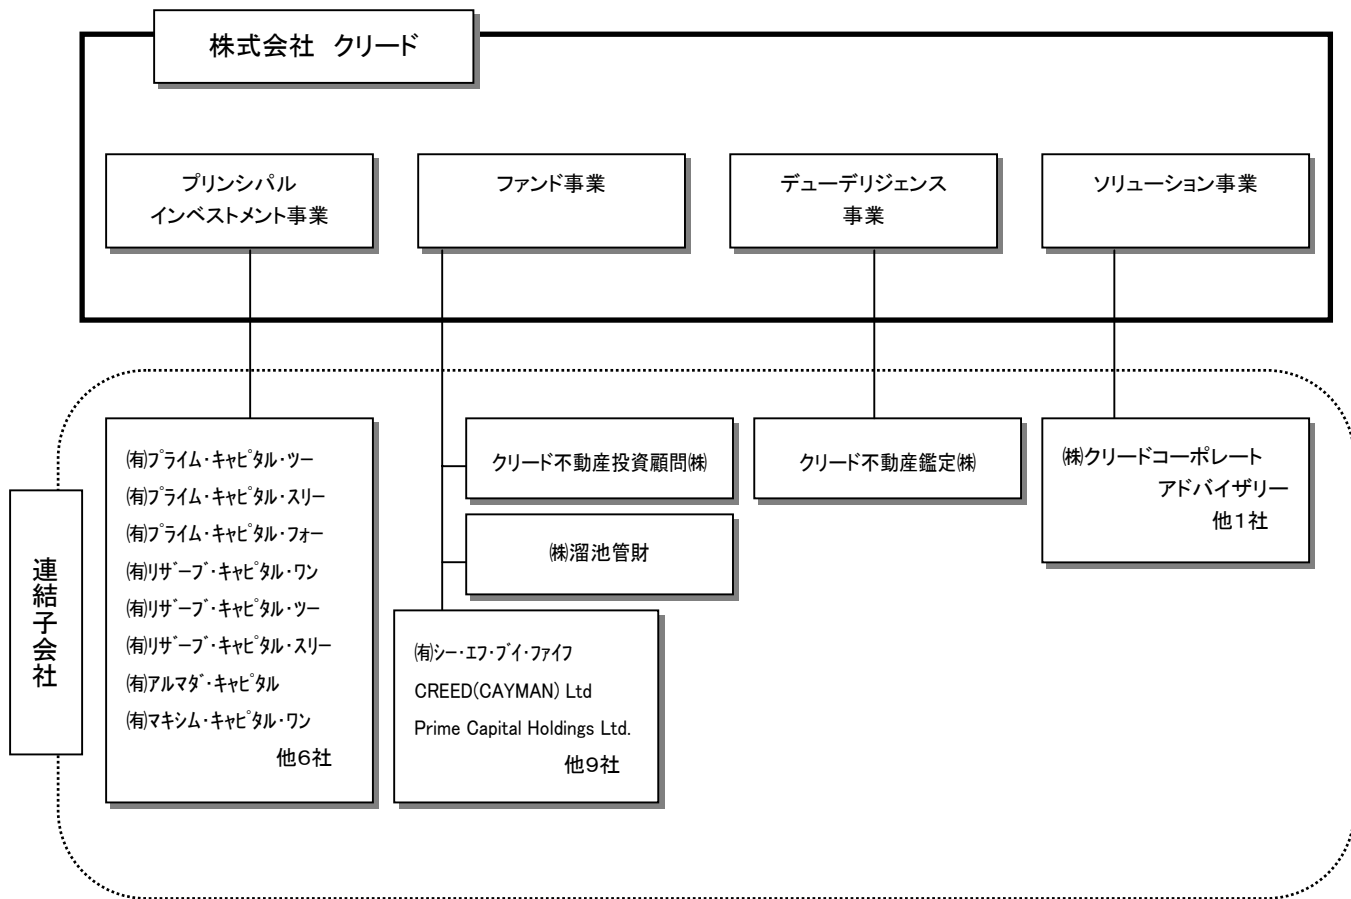 株式会社 クリード
プリンシパル
インベストメント事業
ファンド事業
デューデリジェンス
事業
ソリューション事業
連結子会社
㈲ﾌﾟﾗｲﾑ･ｷｬﾋﾟﾀﾙ･ﾂｰ
㈲ﾌﾟﾗｲﾑ･ｷｬﾋﾟﾀﾙ･ｽﾘｰ
㈲ﾌﾟﾗｲﾑ･ｷｬﾋﾟﾀﾙ･ﾌｫｰ
㈲ﾘｻﾞｰﾌﾞ･ｷｬﾋﾟﾀﾙ･ﾜﾝ
㈲ﾘｻﾞｰﾌﾞ･ｷｬﾋﾟﾀﾙ･ﾂｰ
㈲ﾘｻﾞｰﾌﾞ･ｷｬﾋﾟﾀﾙ･ｽﾘｰ
㈲ｱﾙﾏﾀﾞ･ｷｬﾋﾟﾀﾙ
㈲ﾏｷｼﾑ･ｷｬﾋﾟﾀﾙ･ﾜﾝ
他６社
クリード不動産投資顧問㈱
㈱溜池管財
㈲ｼｰ･ｴﾌ･ﾌﾞｲ･ﾌｧｲﾌ
CREED(CAYMAN) Ltd
Prime Capital Holdings Ltd.
他９社
クリード不動産鑑定㈱
㈱クリードコーポレート
アドバイザリー
他１社